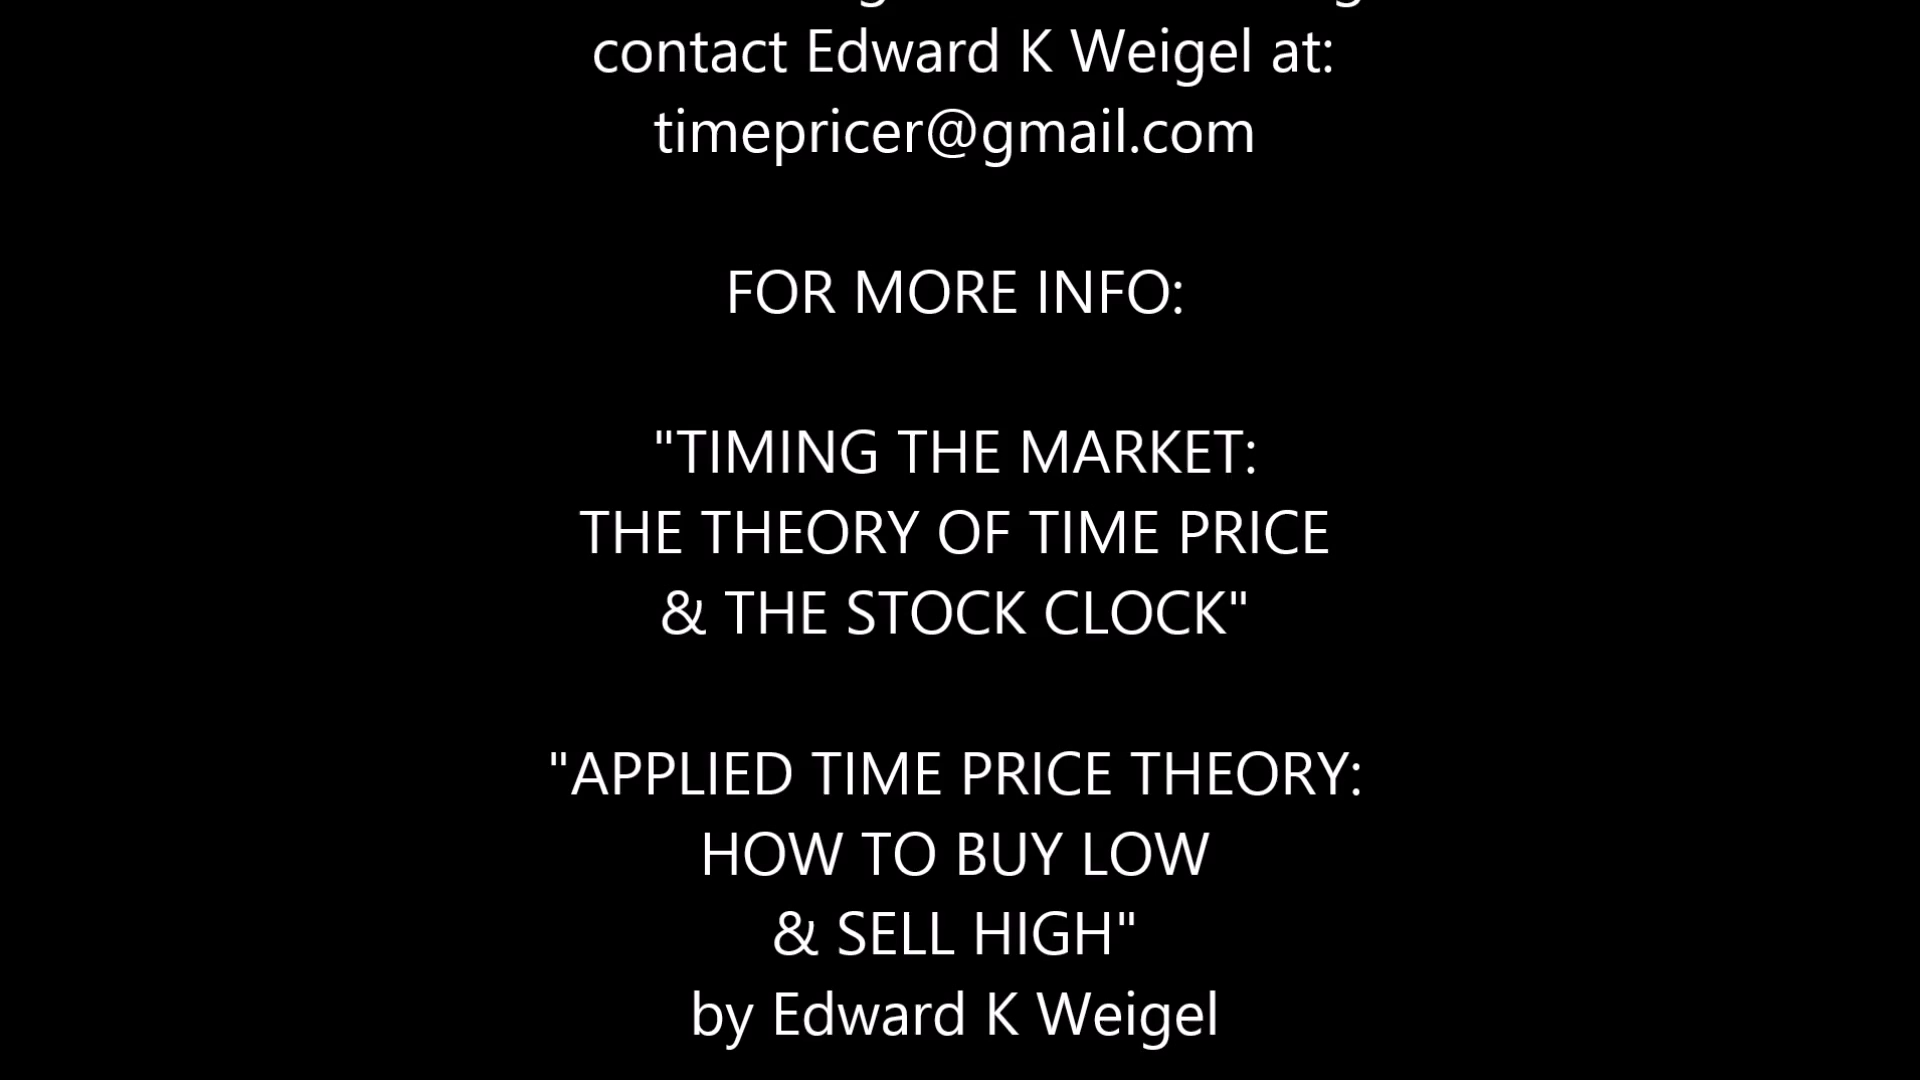 contact Edward K Weigel at:
timepricer@gmail.com
FOR MORE INFO:
"TIMING THE MARKET:
THE THEORY OF TIME PRICE
& THE STOCK CLOCK"
"APPLIED TIME PRICE THEORY:
HOW TO BUY LOW
& SELL HIGH"
by Edward K Weigel